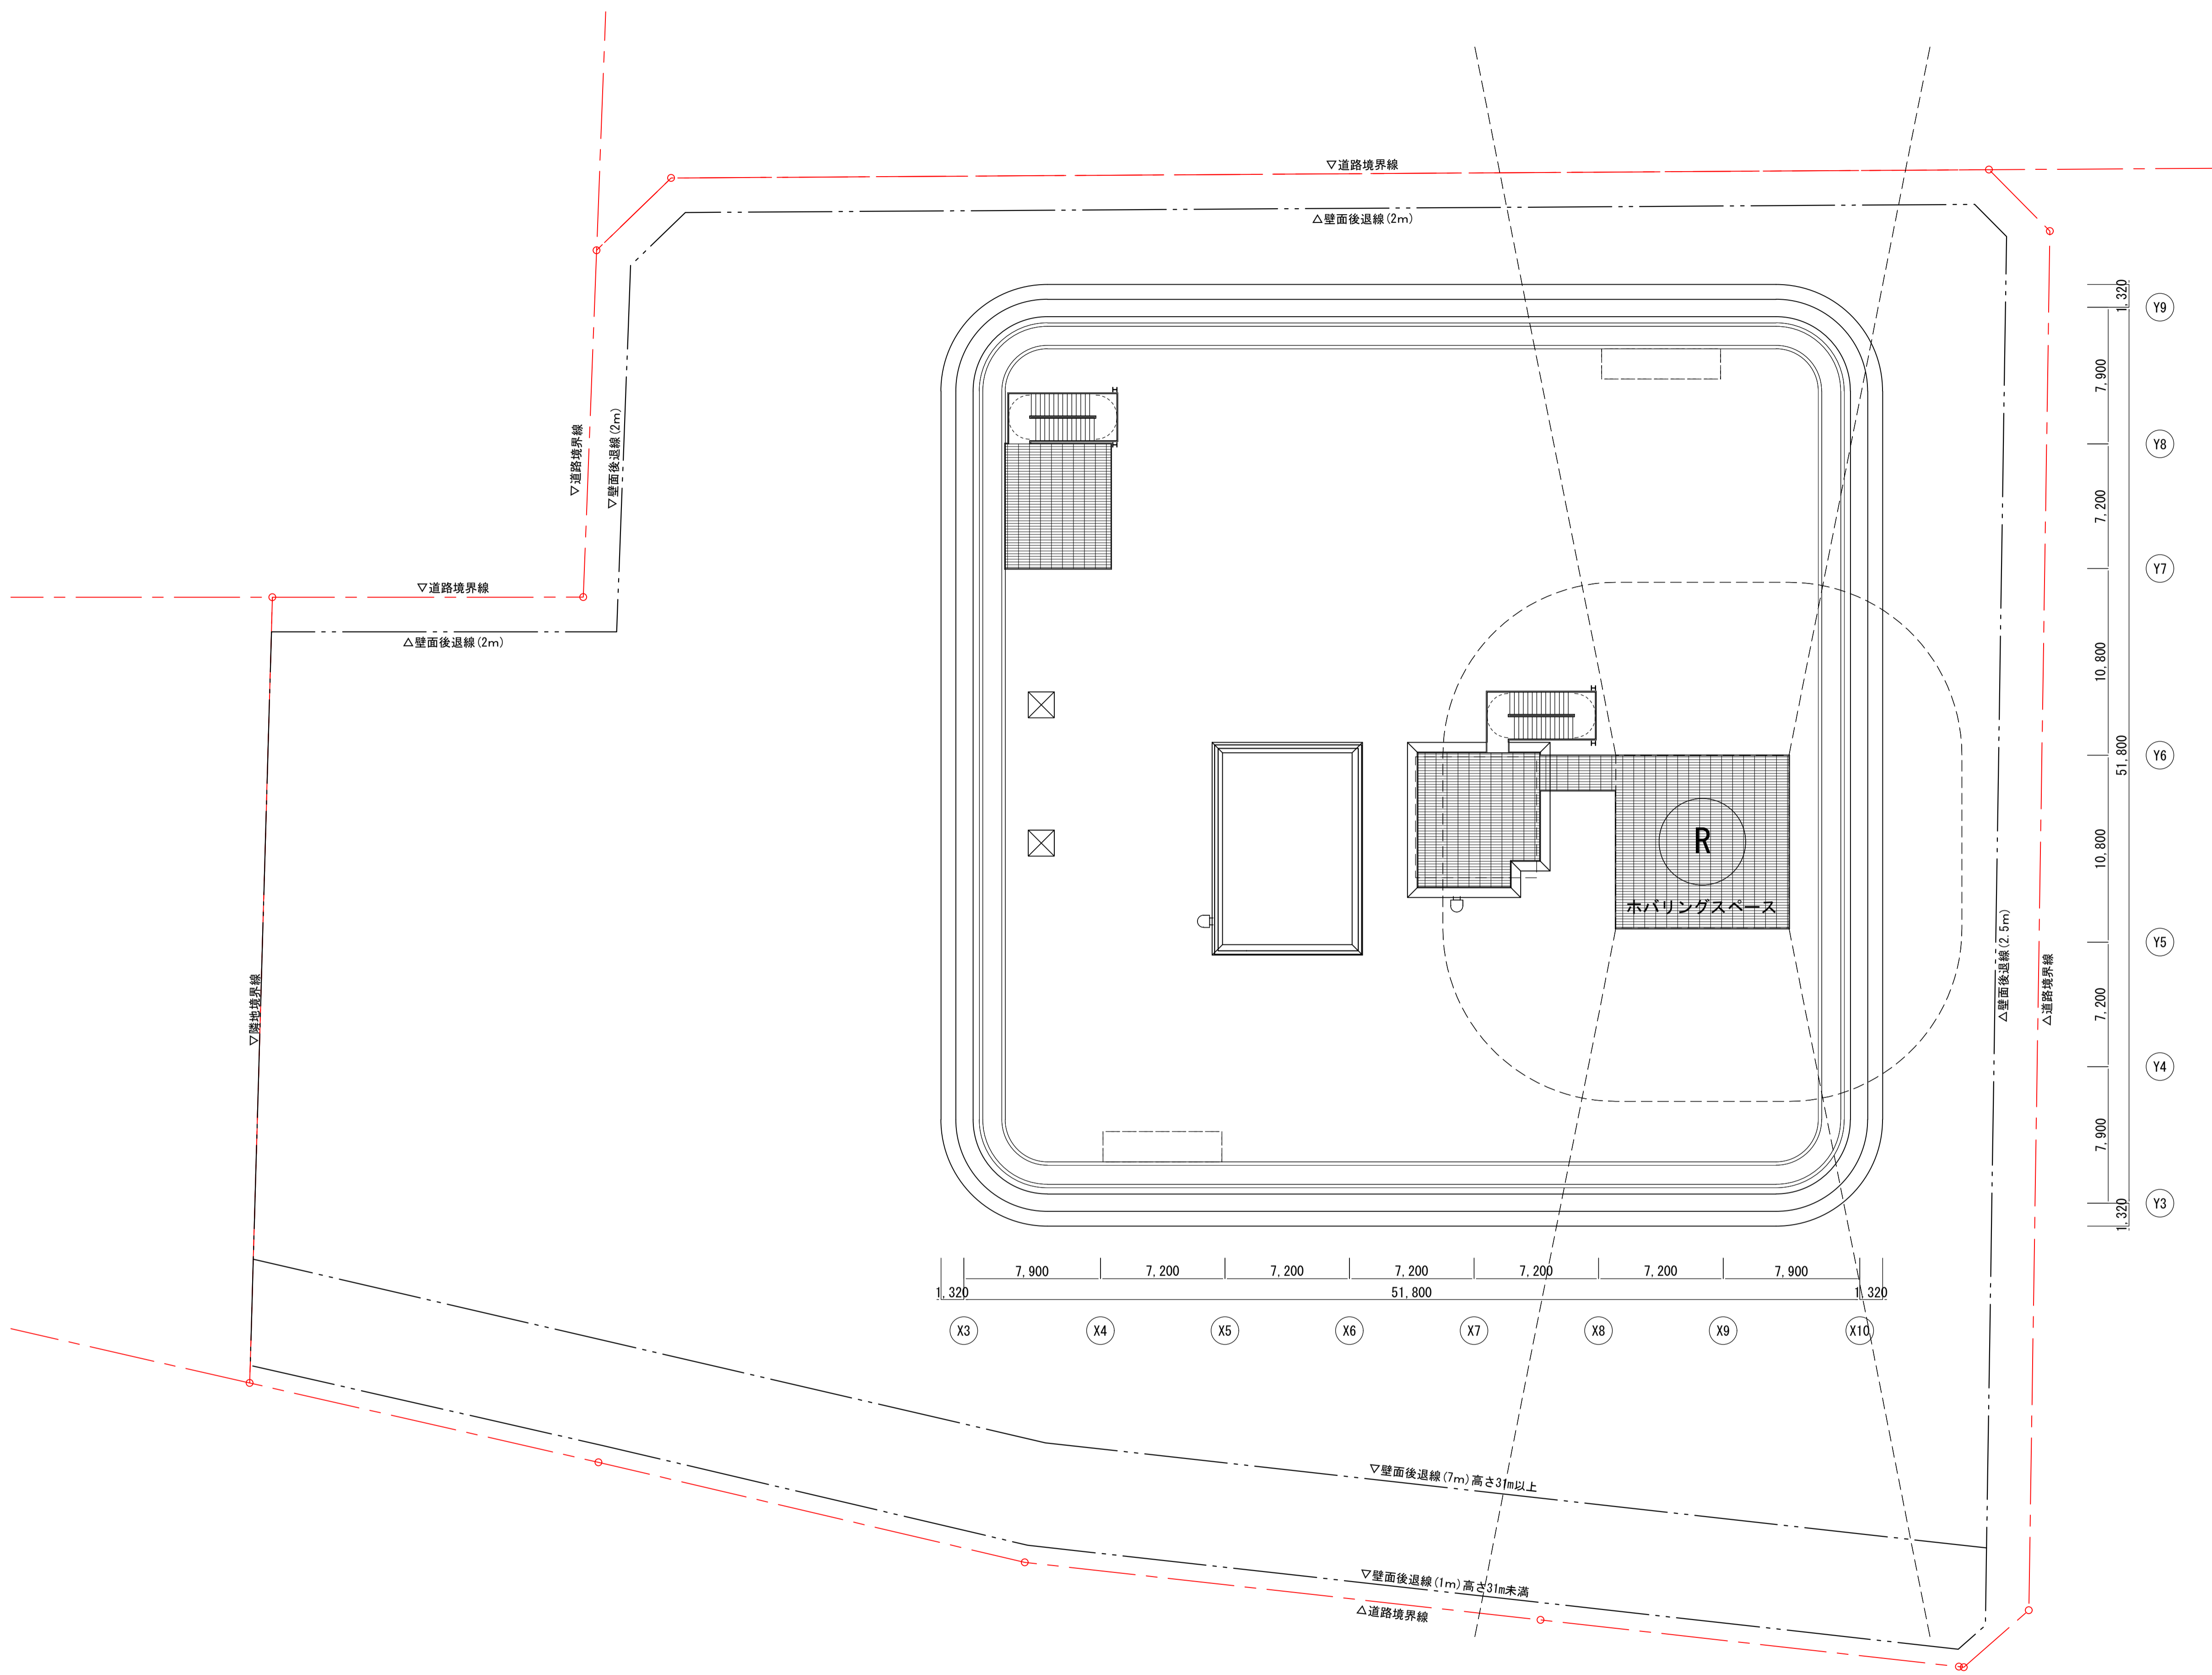 ▽道路境界線
△壁面後退線(2m)
▽道路境界線
▽壁面後退線(2m)
▽道路境界線
△壁面後退線(2m)
▽隣地境界線
R
ホバリングスペース
△壁面後退線(2.5m)
△道路境界線
1,320
Y9
7,900
Y8
7,200
Y7
10,800
51,800
Y6
10,800
Y5
7,200
Y4
7,900
1,320
Y3
7,900
7,200
7,200
7,200
7,200
7,200
7,900
1,320
51,800
1,320
X3
X4
X5
X6
X7
X8
X9
X10
▽壁面後退線(7m)高さ31m以上
▽壁面後退線(1m)高さ31m未満
△道路境界線